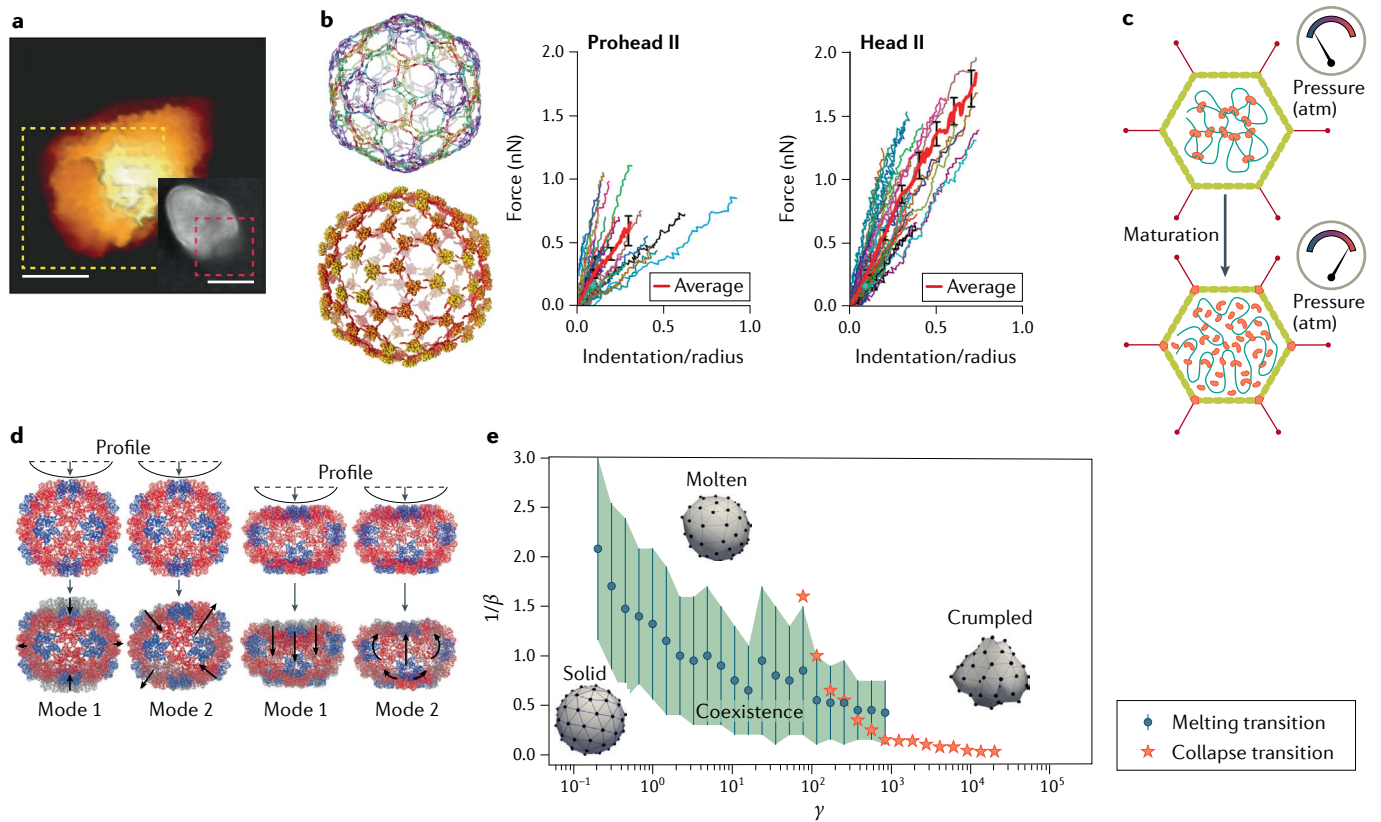 a
b
Prohead II
2.0
1.5
1.0
0.5
0.0
Force (nN)
Average
0.0
0.5
1.0
Indentation/radius
Head II
2.0
1.5
1.0
0.5
0.0
Force (nN)
Average
0.0
0.5
1.0
Indentation/radius
c
Pressure
(atm)
Maturation
Pressure
(atm)
d
Profile
Profile
Mode 1
Mode 2
Mode 1
Mode 2
e
3.0
2.5
2.0
1.5
1.0
0.5
0.0
1/β
Molten
Crumpled
Solid
Coexistence
10⁻¹
10⁰
10¹
10²
10³
10⁴
10⁵
γ
Melting transition
Collapse transition